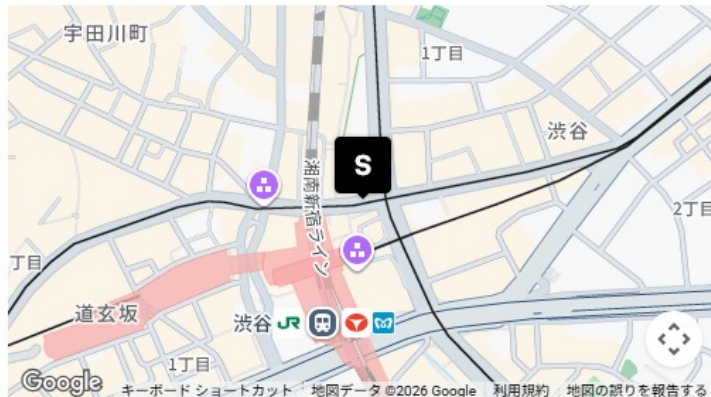 宇田川町
1丁目
渋谷
S
湘南新宿ライン
2丁目
丁目
道玄坂
渋谷 JR
1丁目
Google
キーボード ショートカット 地図データ ©2026 Google 利用規約 地図の誤りを報告する